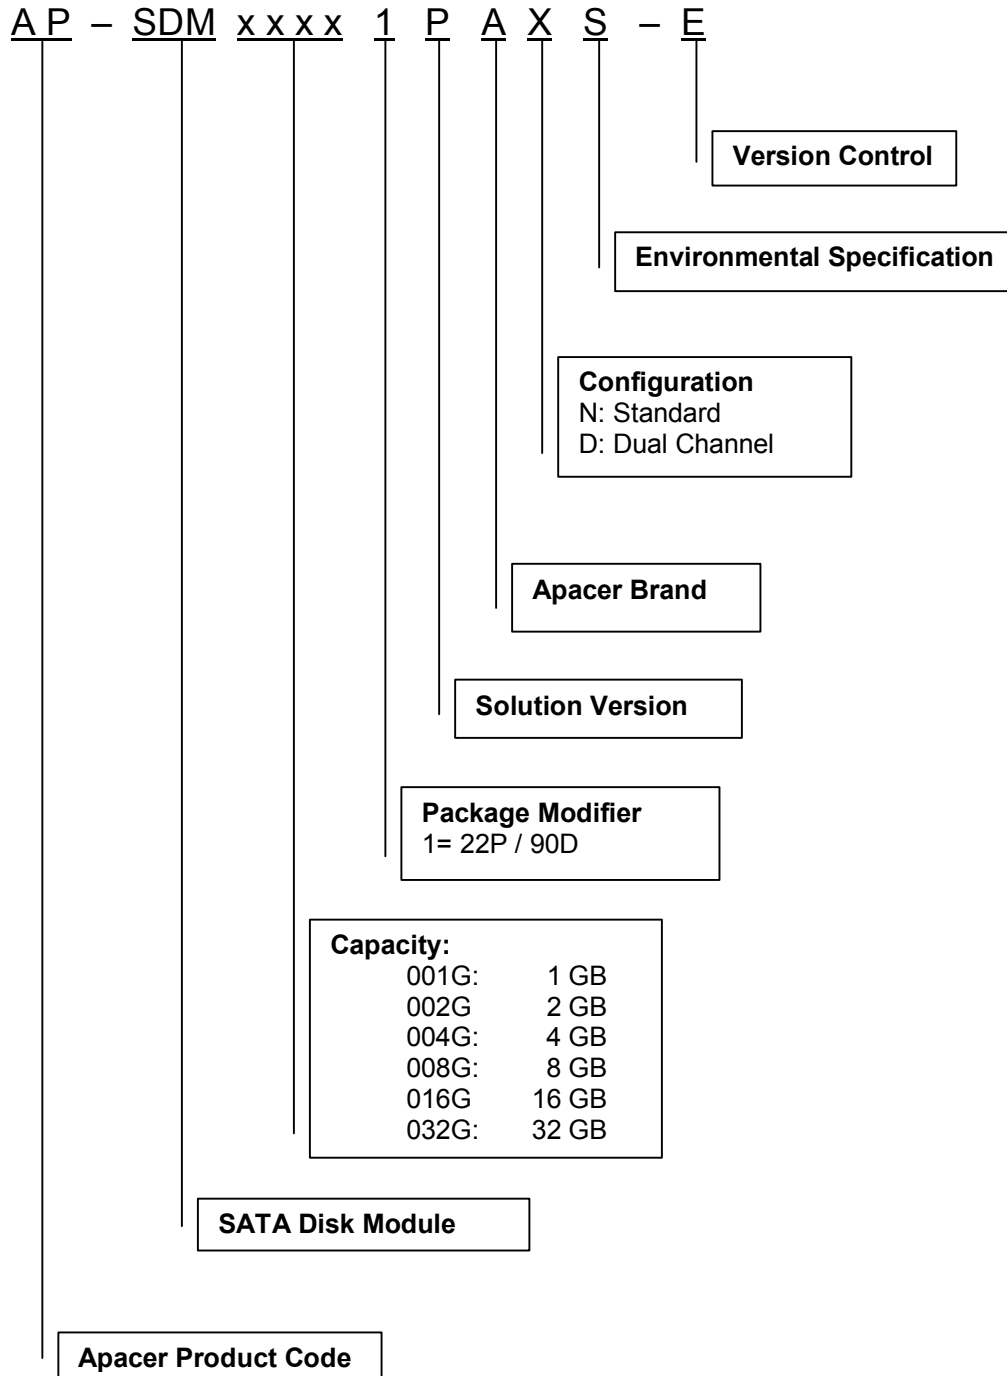 AP – SDM xxxx 1 P A X S – E
Version Control
Environmental Specification
Configuration
N: Standard
D: Dual Channel
Apacer Brand
Solution Version
Package Modifier
1= 22P / 90D
Capacity:
001G: 1 GB
002G 2 GB
004G: 4 GB
008G: 8 GB
016G 16 GB
032G: 32 GB
SATA Disk Module
Apacer Product Code